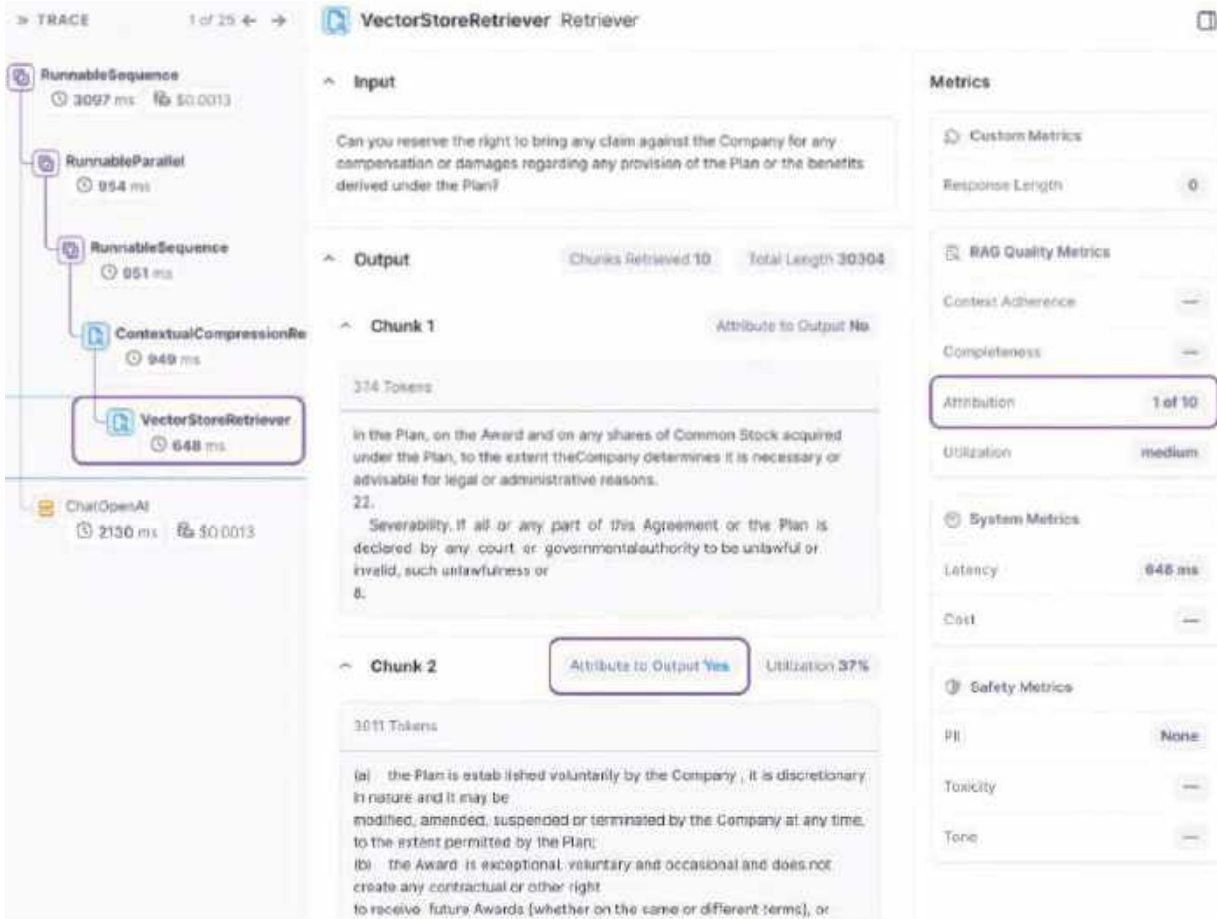 TRACE
1 of 25
RunnableSequence
3097 ms $0.0013
RunnableParallel
954 ms
RunnableSequence
951 ms
ContextualCompressionRe
949 ms
VectorStoreRetriever
648 ms
ChatOpenAI
2130 ms $0.0013
VectorStoreRetriever Retriever
Input
Can you reserve the right to bring any claim against the Company for any
compensation or damages regarding any provision of the Plan or the benefits
derived under the Plan?
Output
Chunks Retrieved 10
Total Length 30304
Chunk 1
Attribute to Output No
374 Tokens
in the Plan, on the Award and on any shares of Common Stock acquired
under the Plan, to the extent theCompany determines it is necessary or
advisable for legal or administrative reasons.
22.
Severability. If all or any part of this Agreement or the Plan is
declared by any court or governmentalauthority to be unlawful or
invalid, such unlawfulness or
8.
Chunk 2
Attribute to Output Yes
Utilization 37%
3011 Tokens
(a) the Plan is estab lished voluntarily by the Company , it is discretionary
in nature and it may be
modified, amended, suspended or terminated by the Company at any time,
to the extent permitted by the Plan;
(b) the Award is exceptional, voluntary and occasional and does not
create any contractual or other right
to receive future Awards (whether on the same or different terms), or
Metrics
Custom Metrics
Response Length 0
RAG Quality Metrics
Context Adherence —
Completeness —
Attribution 1 of 10
Utilization medium
System Metrics
Latency 648 ms
Cost —
Safety Metrics
PII None
Toxicity —
Tone —